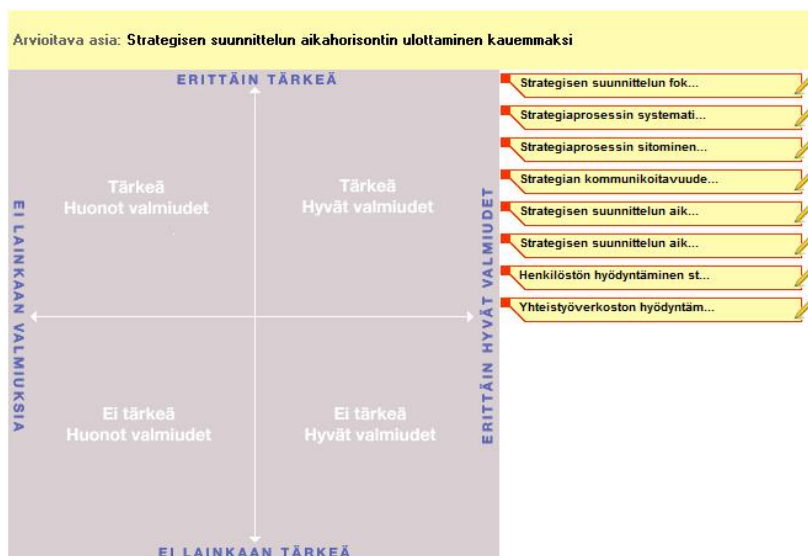 Arvioitava asia: Strategisen suunnittelun aikahorisontin ulottaminen kauemmaksi
ERITTÄIN TÄRKEÄ
Tärkeä
Huonot valmiudet
Tärkeä
Hyvät valmiudet
EI LAINKAAN VALMIUKSIA
ERITTÄIN HYVÄT VALMIUDET
Ei tärkeä
Huonot valmiudet
Ei tärkeä
Hyvät valmiudet
EI LAINKAAN TÄRKEÄ
Strategisen suunnittelun fok...
Strategiaprosessin systemati...
Strategiaprosessin sitominen...
Strategian kommunikoitavuude...
Strategisen suunnittelun aik...
Strategisen suunnittelun aik...
Henkilöstön hyödyntäminen st...
Yhteistyöverkoston hyödyntäm...